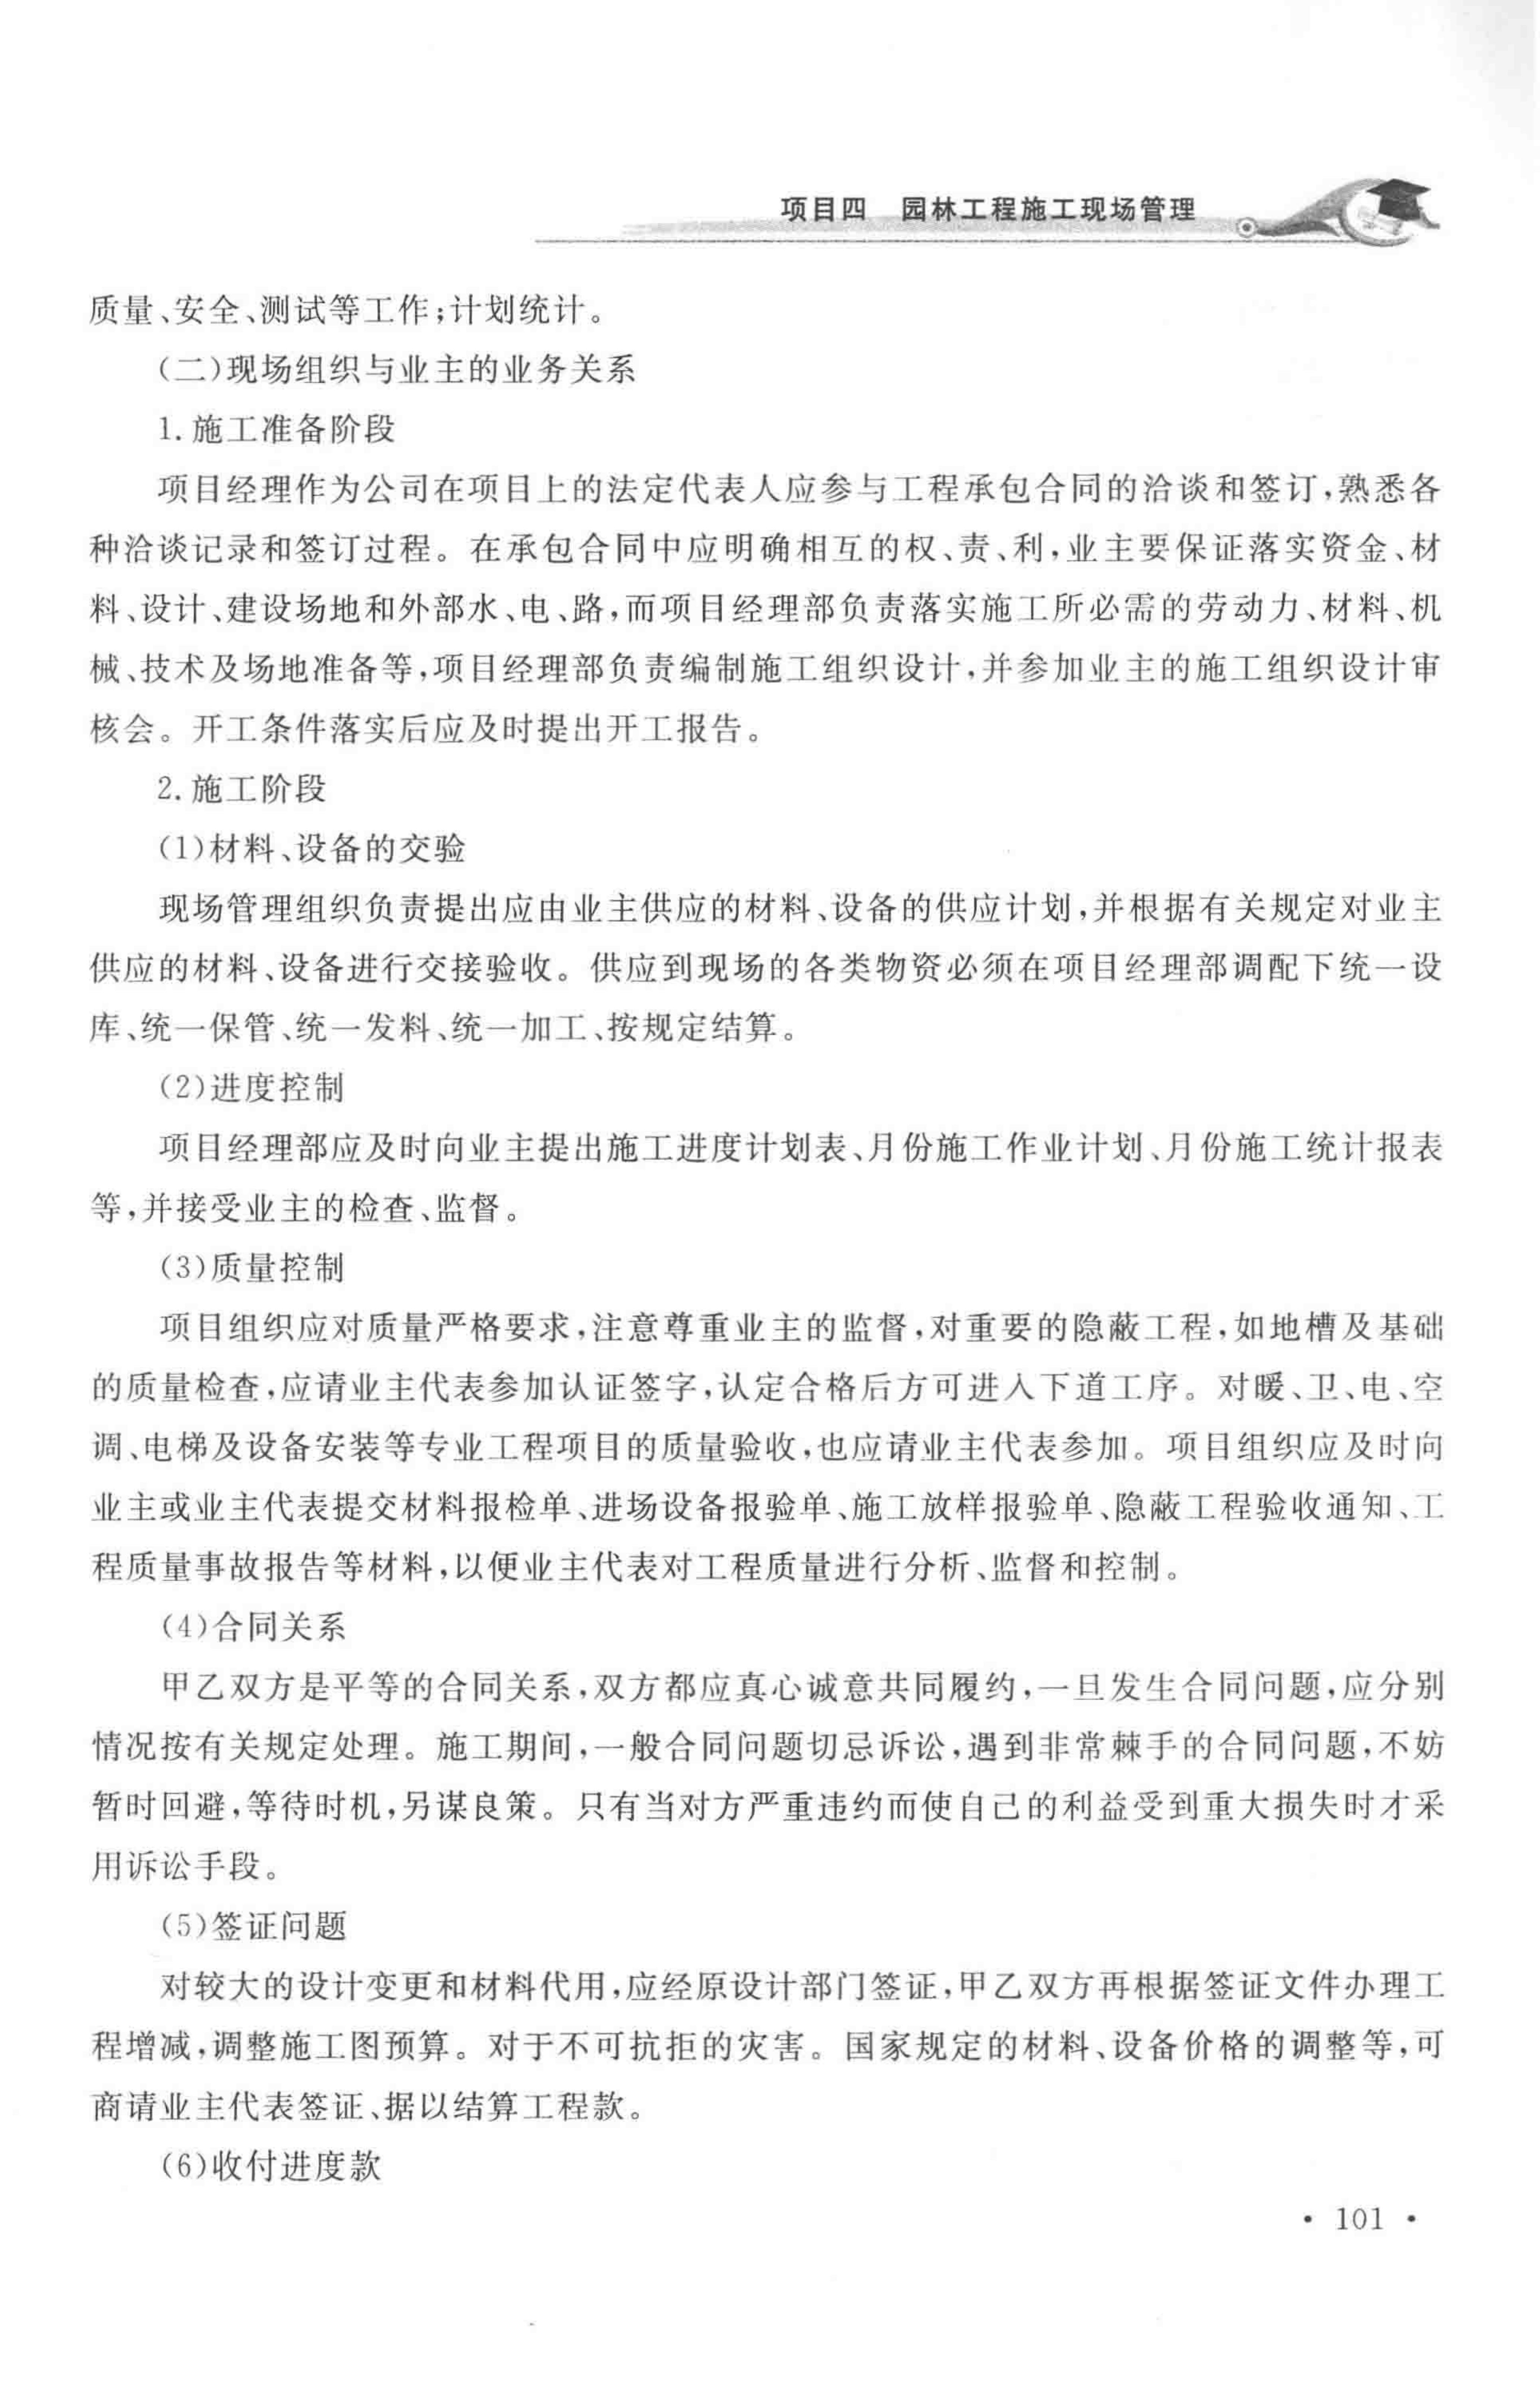 项目四 园林工程施工现场管理
质量、安全、测试等工作;计划统计。
(二)现场组织与业主的业务关系
1.施工准备阶段
项目经理作为公司在项目上的法定代表人应参与工程承包合同的洽谈和签订,熟悉各
种洽谈记录和签订过程。在承包合同中应明确相互的权、责、利,业主要保证落实资金、材
料、设计、建设场地和外部水、电、路,而项目经理部负责落实施工所必需的劳动力、材料、机
械、技术及场地准备等,项目经理部负责编制施工组织设计,并参加业主的施工组织设计审
核会。开工条件落实后应及时提出开工报告。
2.施工阶段
(1)材料、设备的交验
现场管理组织负责提出应由业主供应的材料、设备的供应计划,并根据有关规定对业主
供应的材料、设备进行交接验收。供应到现场的各类物资必须在项目经理部调配下统一设
库、统一保管、统一发料、统一加工、按规定结算。
(2)进度控制
项目经理部应及时向业主提出施工进度计划表、月份施工作业计划、月份施工统计报表
等,并接受业主的检查、监督。
(3)质量控制
项目组织应对质量严格要求,注意尊重业主的监督,对重要的隐蔽工程,如地槽及基础
的质量检查,应请业主代表参加认证签字,认定合格后方可进入下道工序。对暖、卫、电、空
调、电梯及设备安装等专业工程项目的质量验收,也应请业主代表参加。项目组织应及时向
业主或业主代表提交材料报检单、进场设备报验单、施工放样报验单、隐蔽工程验收通知、工
程质量事故报告等材料,以便业主代表对工程质量进行分析、监督和控制。
(4)合同关系
甲乙双方是平等的合同关系,双方都应真心诚意共同履约,一旦发生合同问题,应分别
情况按有关规定处理。施工期间,一般合同问题切忌诉讼,遇到非常棘手的合同问题,不妨
暂时回避,等待时机,另谋良策。只有当对方严重违约而使自己的利益受到重大损失时才采
用诉讼手段。
(5)签证问题
对较大的设计变更和材料代用,应经原设计部门签证,甲乙双方再根据签证文件办理工
程增减,调整施工图预算。对于不可抗拒的灾害。国家规定的材料、设备价格的调整等,可
商请业主代表签证、据以结算工程款。
(6)收付进度款
• 101 •